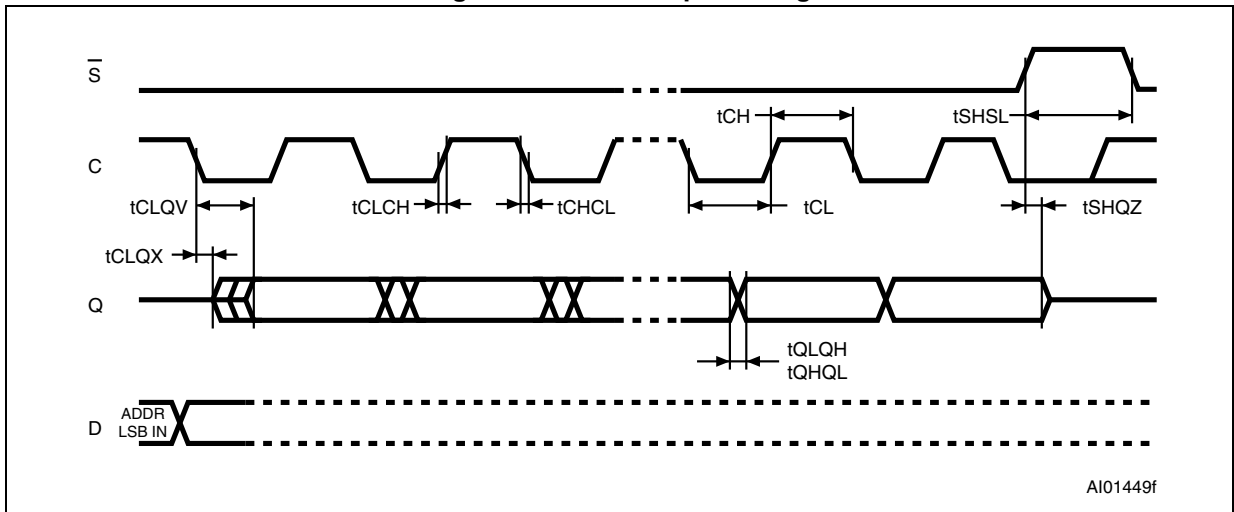 S
tCH
tSHSL
C
tCLQV
tCLCH
tCHCL
tCL
tSHQZ
tCLQX
Q
tQLQH
tQHQL
ADDR
LSB IN
D
AI01449f